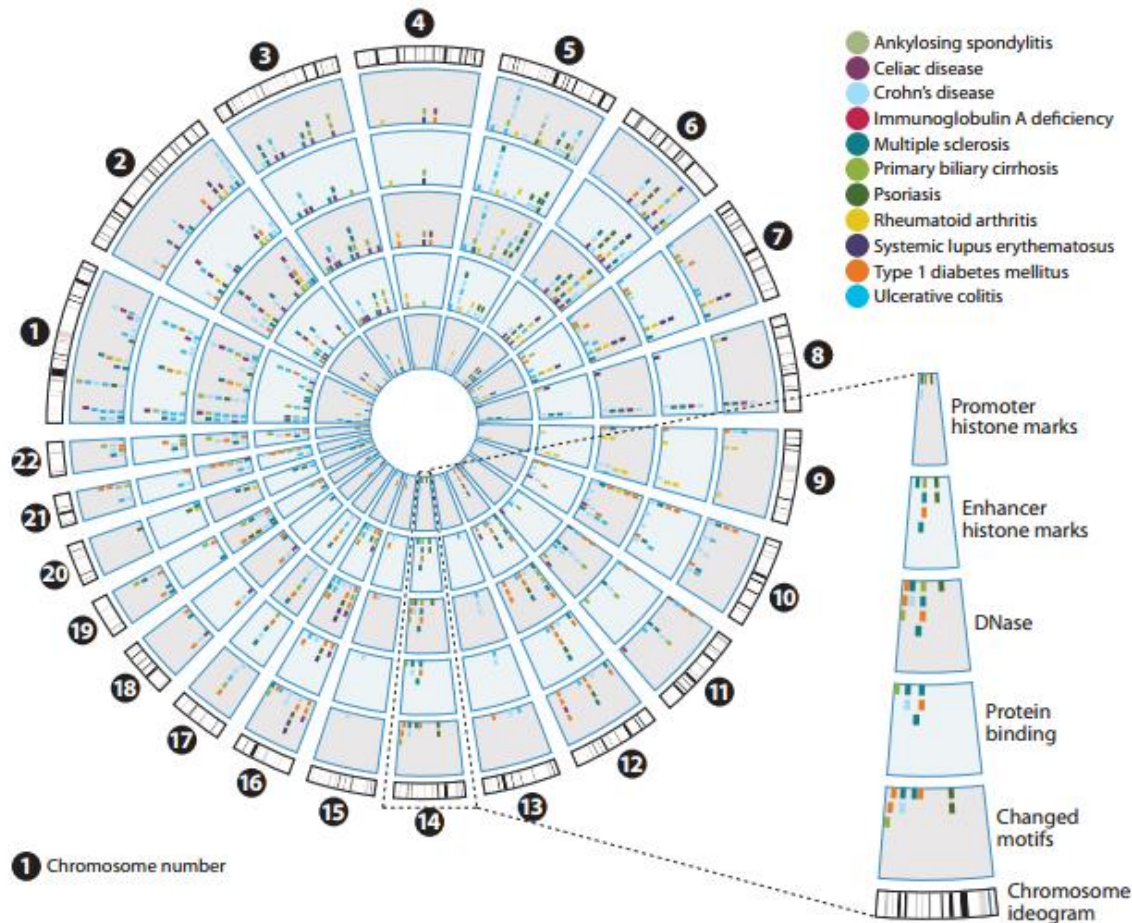 4
3
5
2
6
7
1
8
22
9
21
20
10
19
11
18
17
12
16
15
14
13
Ankylosing spondylitis
Celiac disease
Crohn's disease
Immunoglobulin A deficiency
Multiple sclerosis
Primary biliary cirrhosis
Psoriasis
Rheumatoid arthritis
Systemic lupus erythematosus
Type 1 diabetes mellitus
Ulcerative colitis
Promoter
histone marks
Enhancer
histone marks
DNase
Protein
binding
Changed
motifs
Chromosome
ideogram
1 Chromosome number